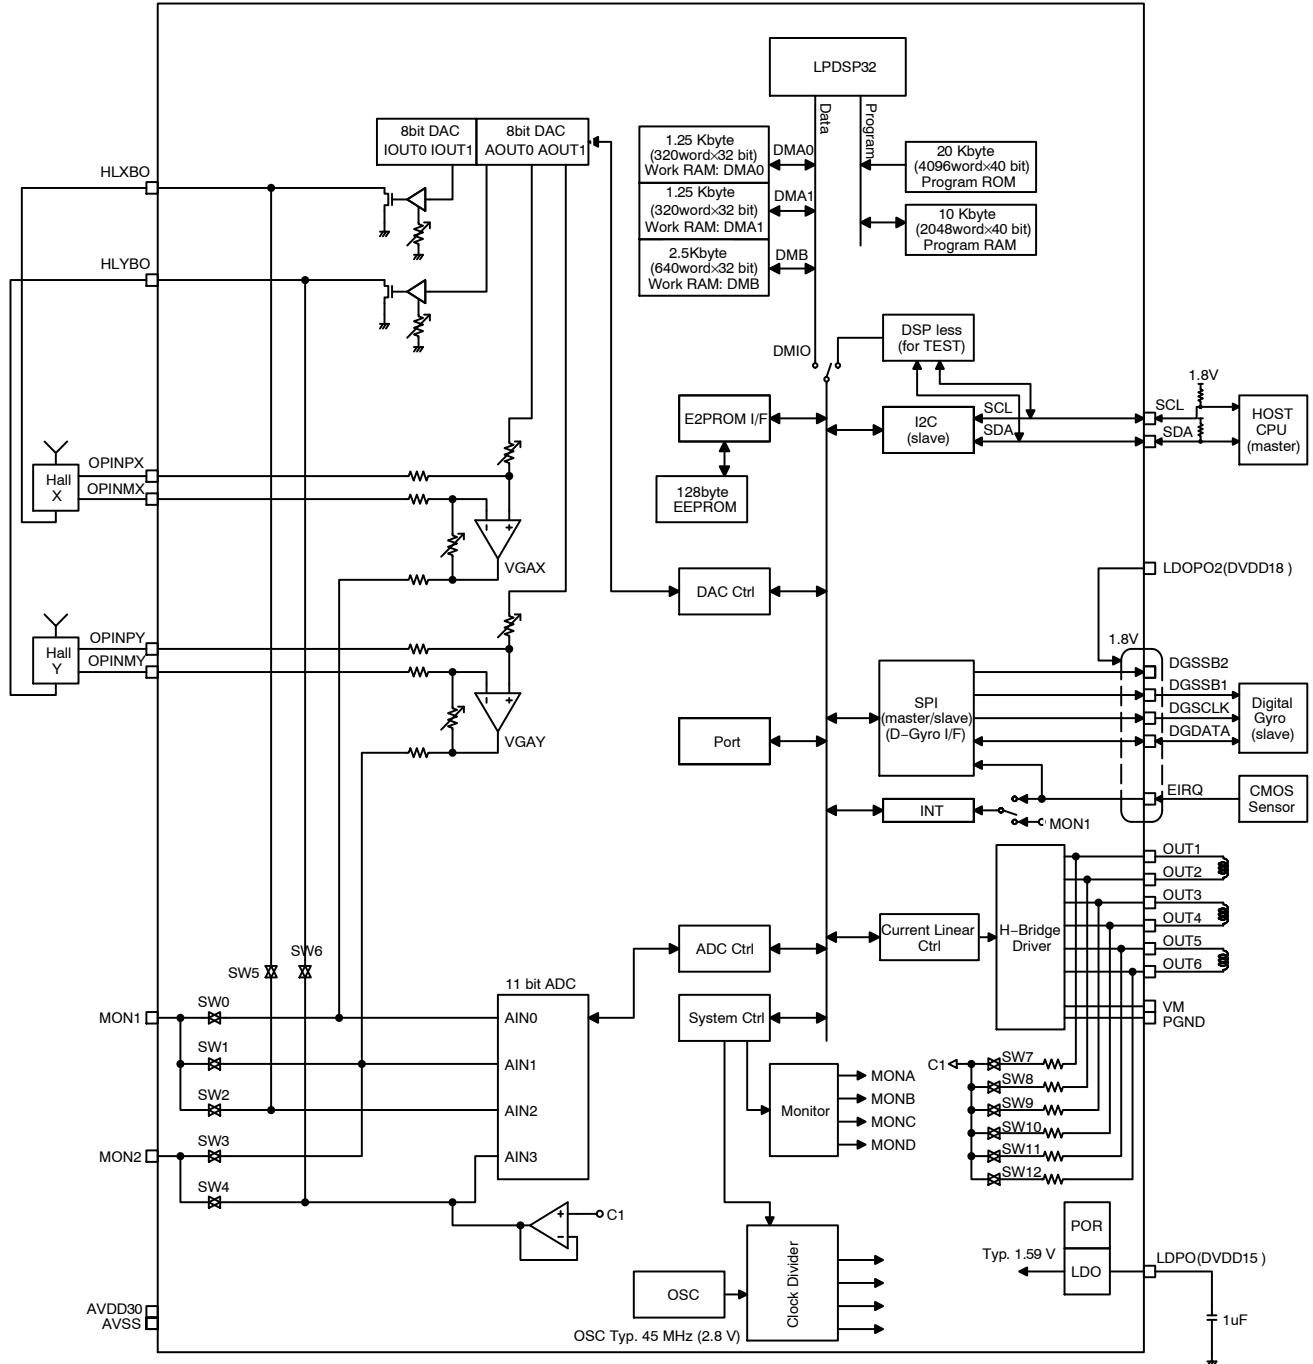 LPDSP32
Data
Program
8bit DAC
IOUT0 IOUT1
8bit DAC
AOUT0 AOUT1
1.25 Kbyte
(320word×32 bit)
Work RAM: DMA0
DMA0
1.25 Kbyte
(320word×32 bit)
Work RAM: DMA1
DMA1
2.5Kbyte
(640word×32 bit)
Work RAM: DMB
DMB
20 Kbyte
(4096word×40 bit)
Program ROM
10 Kbyte
(2048word×40 bit)
Program RAM
HLXBO
HLYBO
DMIO
DSP less
(for TEST)
E2PROM I/F
128byte
EEPROM
I2C
(slave)
SCL
SDA
1.8V
SCL
SDA
HOST
CPU
(master)
OPINPX
Hall
X
OPINMX
VGAX
DAC Ctrl
LDOPO2(DVDD18 )
1.8V
OPINPY
Hall
Y
OPINMY
VGAY
Port
SPI
(master/slave)
(D−Gyro I/F)
DGSSB2
DGSSB1
DGSCLK
DGDATA
Digital
Gyro
(slave)
INT
MON1
EIRQ
CMOS
Sensor
OUT1
OUT2
OUT3
OUT4
OUT5
OUT6
VM
PGND
ADC Ctrl
Current Linear
Ctrl
H−Bridge
Driver
SW5
SW6
11 bit ADC
AIN0
AIN1
AIN2
AIN3
MON1
SW0
SW1
SW2
MON2
SW3
SW4
System Ctrl
Monitor
MONA
MONB
MONC
MOND
C1
SW7
SW8
SW9
SW10
SW11
SW12
+
−
C1
+
−
+
−
OSC
OSC Typ. 45 MHz (2.8 V)
Clock Divider
POR
Typ. 1.59 V
LDO
LDPO(DVDD15 )
1uF
AVDD30
AVSS